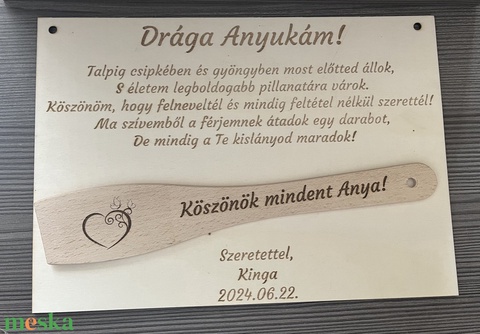 Drága Anyukám!
Talpig csipkében és gyöngyben most előtted állok,
S életem legboldogabb pillanatára várok.
Köszönöm, hogy felneveltél és mindig feltétel nélkül szerettél!
Ma szívemből a férjemnek átadok egy darabot,
De mindig a Te kislányod maradok!
Köszönök mindent Anya!
Szeretettel,
Kinga
2024.06.22.
meska